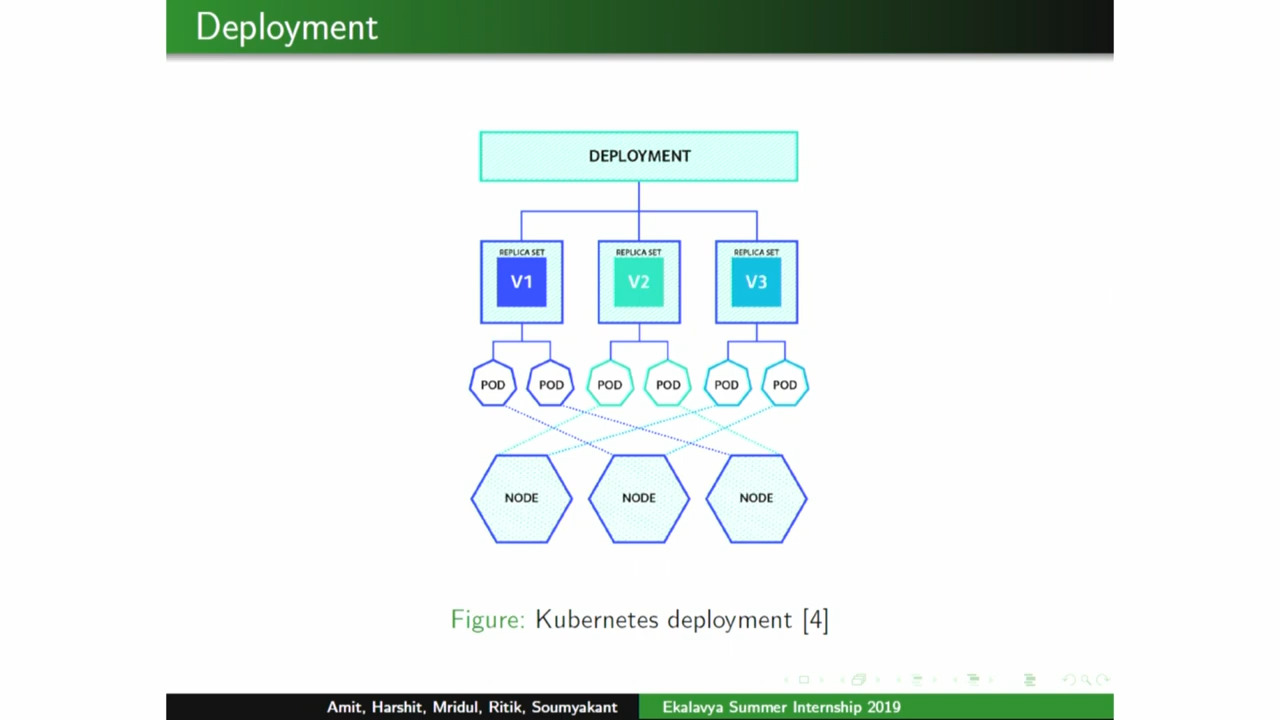 Deployment
DEPLOYMENT
REPLICA SET REPLICA SET REPLICA SET
V1 V2 V3
POD POD POD POD POD POD
NODE NODE NODE
Figure: Kubernetes deployment [4]
Amit, Harshit, Mridul, Ritik, Soumyakant Ekalavya Summer Internship 2019